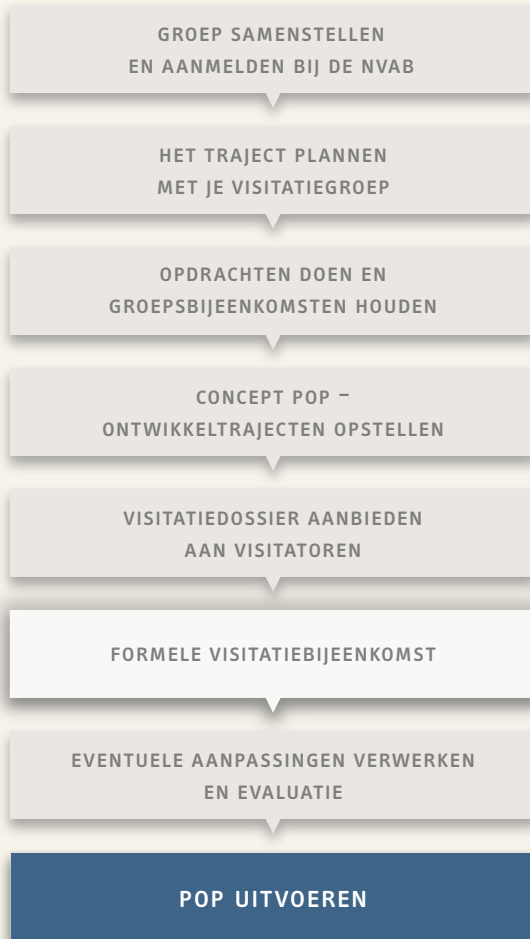 GROEP SAMENSTELLEN
EN AANMELDEN BIJ DE NVAB
HET TRAJECT PLANNEN
MET JE VISITATIEGROEP
OPDRACHTEN DOEN EN
GROEPSBIJEENKOMSTEN HOUDEN
CONCEPT POP –
ONTWIKKELTRAJECTEN OPSTELLEN
VISITATIEDOSSIER AANBIEDEN
AAN VISITATOREN
FORMELE VISITATIEBIJEENKOMST
EVENTUELE AANPASSINGEN VERWERKEN
EN EVALUATIE
POP UITVOEREN